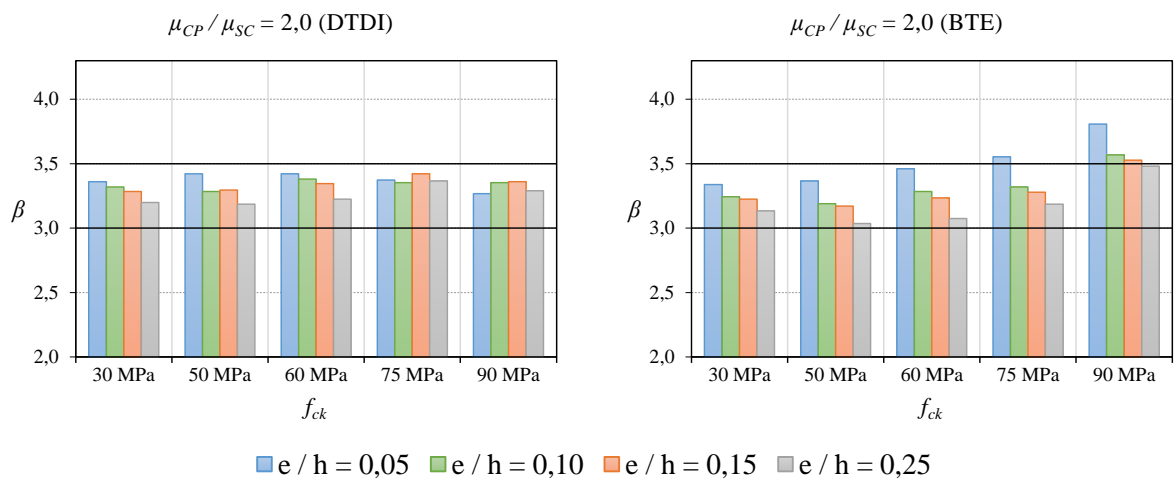 μCP / μSC = 2,0 (DTDI)
4,0
3,5
β
3,0
2,5
2,0
30 MPa 50 MPa 60 MPa 75 MPa 90 MPa
fck
μCP / μSC = 2,0 (BTE)
4,0
3,5
β
3,0
2,5
2,0
30 MPa 50 MPa 60 MPa 75 MPa 90 MPa
fck
e / h = 0,05 e / h = 0,10 e / h = 0,15 e / h = 0,25